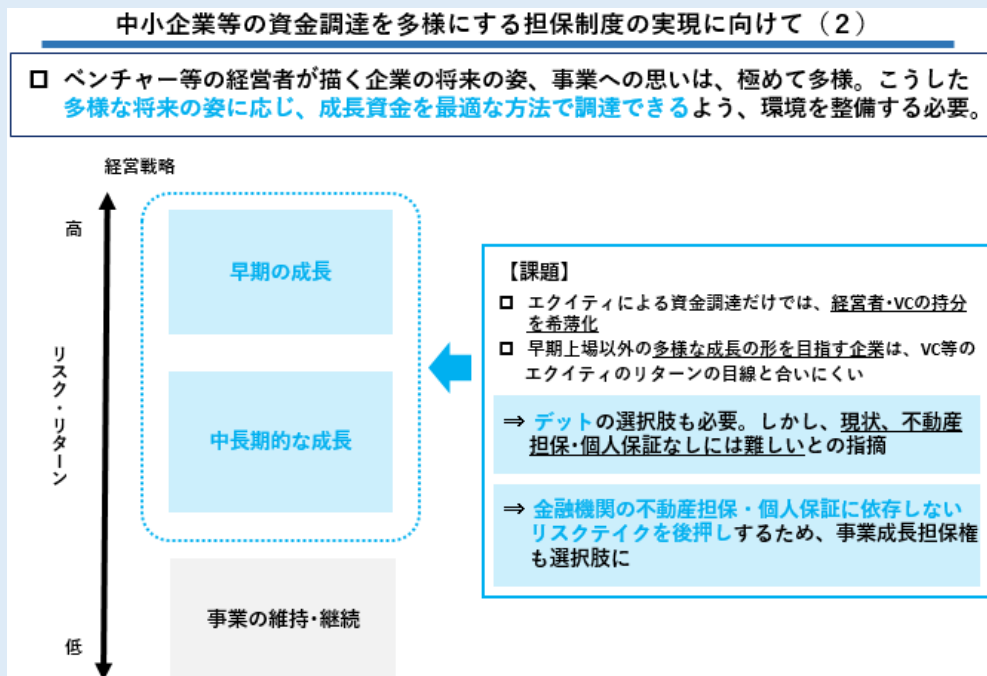 中小企業等の資金調達を多様にする担保制度の実現に向けて（2）
ロ ベンチャー等の経営者が描く企業の将来の姿、事業への思いは、極めて多様。こうした
多様な将来の姿に応じ、成長資金を最適な方法で調達できるよう、環境を整備する必要。
経営戦略
高
早期の成長
リスク・リターン
中長期的な成長
事業の維持・継続
低
【課題】
ロ エクイティによる資金調達だけでは、経営者・VCの持分
を希薄化
ロ 早期上場以外の多様な成長の形を目指す企業は、VC等の
エクイティのリターンの目線と合いにくい
⇒ デットの選択肢も必要。しかし、現状、不動産
担保・個人保証なしには難しいとの指摘
⇒ 金融機関の不動産担保・個人保証に依存しない
リスクテイクを後押しするため、事業成長担保権
も選択肢に